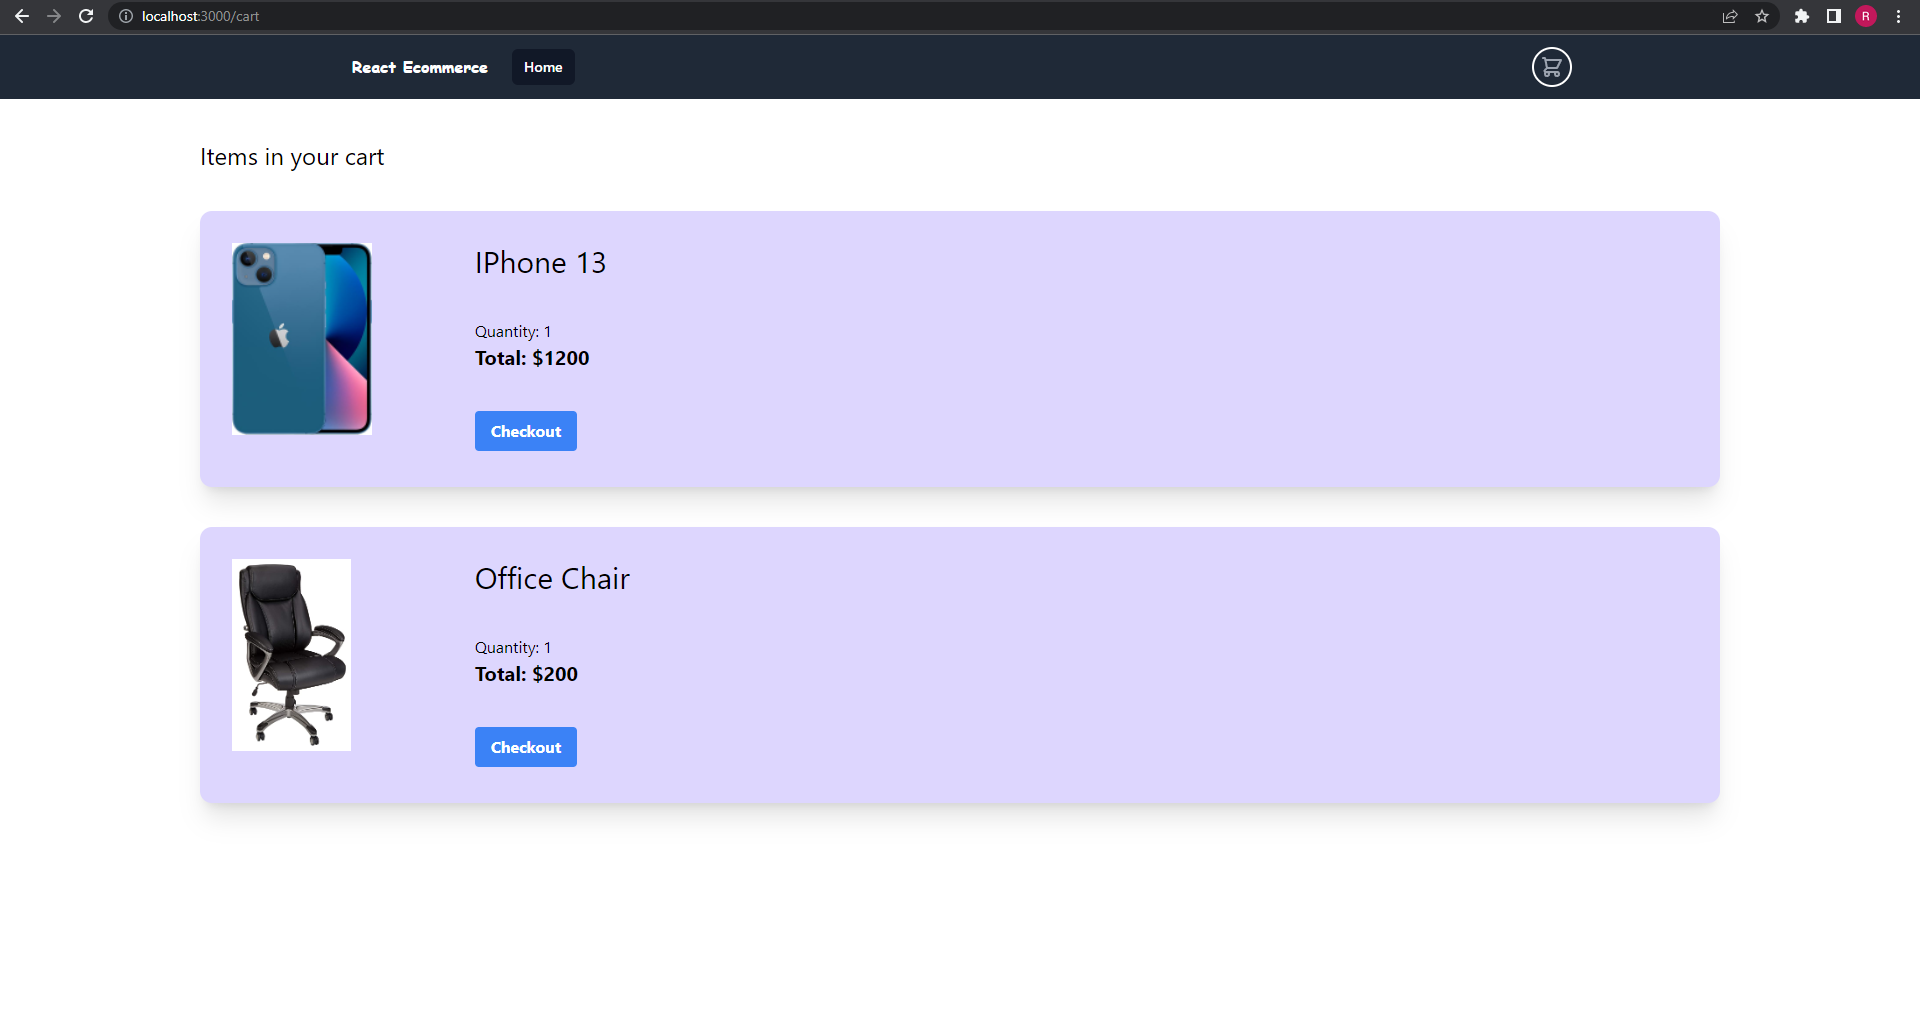 localhost:3000/cart
R
React Ecommerce
Home
Items in your cart
IPhone 13
Quantity: 1
Total: $1200
Checkout
Office Chair
Quantity: 1
Total: $200
Checkout